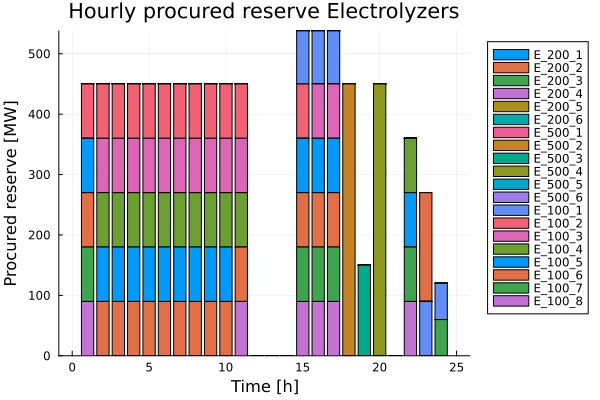 Hourly procured reserve Electrolyzers
Procured reserve [MW]
500
400
300
200
100
0
0 5 10 15 20 25
Time [h]
E_200_1
E_200_2
E_200_3
E_200_4
E_200_5
E_200_6
E_500_1
E_500_2
E_500_3
E_500_4
E_500_5
E_500_6
E_100_1
E_100_2
E_100_3
E_100_4
E_100_5
E_100_6
E_100_7
E_100_8